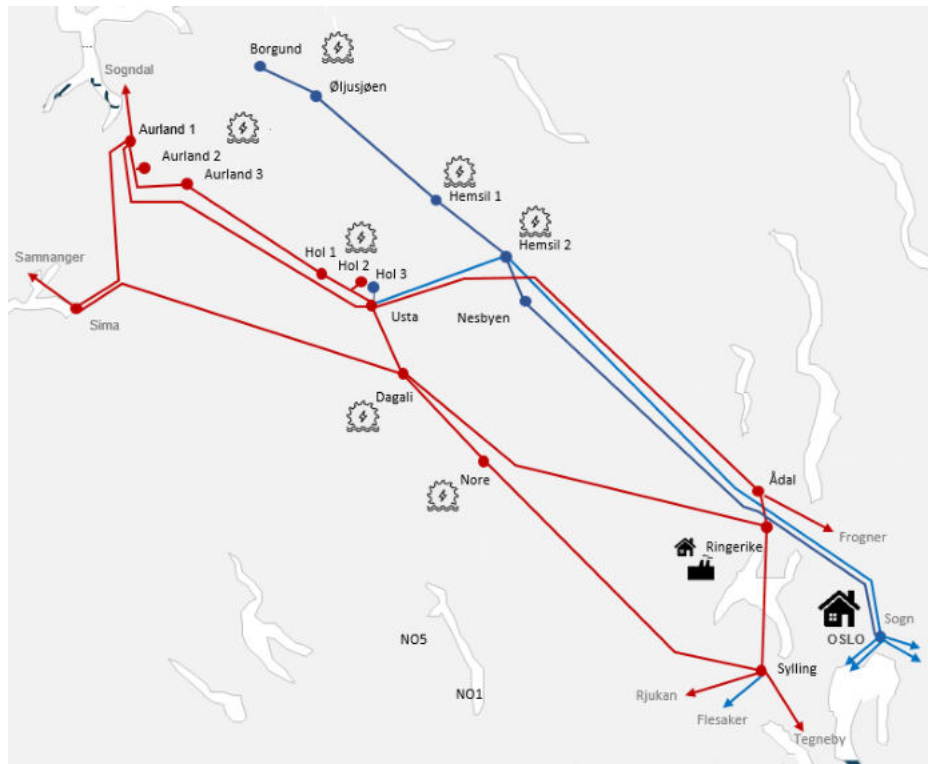 Borgund
Øljusjøen
Sogndal
Aurland 1
Aurland 2
Aurland 3
Hemsil 1
Hemsil 2
Hol 1
Hol 2
Hol 3
Samnanger
Sima
Usta
Nesbyen
Dagali
Nore
Ådal
Frogner
Ringerike
Sogn
OSLO
NO5
NO1
Sylling
Rjukan
Flesaker
Tegneby